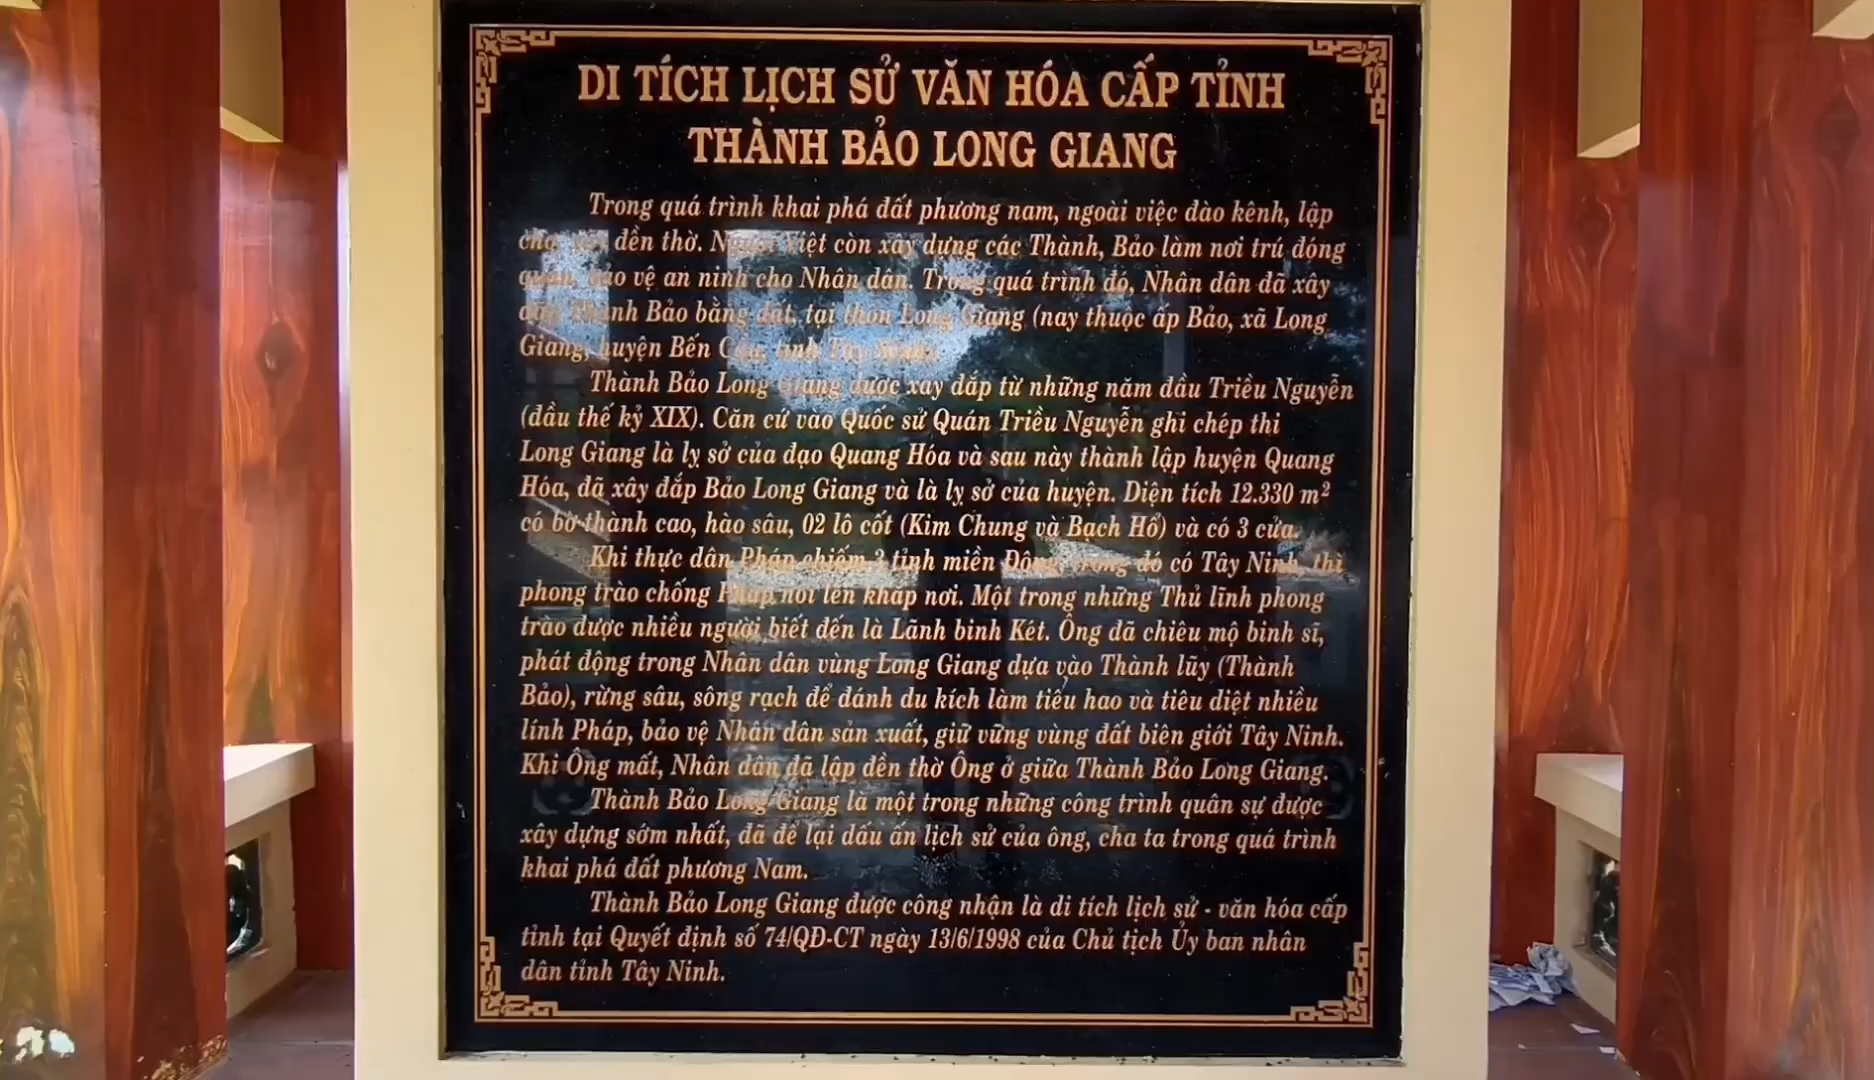 DI TÍCH LỊCH SỬ VĂN HÓA CẤP TỈNH
THÀNH BẢO LONG GIANG
Trong quá trình khai phá đất phương nam, ngoài việc đào kênh, lập
đền thờ. Người Việt còn xây dựng các Thành, Bảo làm nơi trú đóng
quân, bảo vệ an ninh cho Nhân dân. Trong quá trình đó, Nhân dân đã xây
Thành Bảo bằng đất, tại thôn Long Giang (nay thuộc ấp Bảo, xã Long
Giang, huyện Bến Cầu, tỉnh Tây Ninh).
Thành Bảo Long Giang được xây đắp từ những năm đầu Triều Nguyễn
(đầu thế kỷ XIX). Căn cứ vào Quốc sử Quán Triều Nguyễn ghi chép thi
Long Giang là lỵ sở của đạo Quang Hóa và sau này thành lập huyện Quang
Hóa, đã xây đắp Bảo Long Giang và là lỵ sở của huyện. Diện tích 12.330 m²
có bờ thành cao, hào sâu, 02 lô cốt (Kim Chung và Bạch Hổ) và có 3 cửa.
Khi thực dân Pháp chiếm 3 tỉnh miền Đông, trong đó có Tây Ninh, thì
phong trào chống Pháp nổi lên khắp nơi. Một trong những Thủ lĩnh phong
trào được nhiều người biết đến là Lãnh binh Két. Ông đã chiêu mộ binh sĩ,
phát động trong Nhân dân vùng Long Giang dựa vào Thành lũy (Thành
Bảo), rừng sâu, sông rạch để đánh du kích làm tiểu hao và tiêu diệt nhiều
lính Pháp, bảo vệ Nhân dân sản xuất, giữ vững vùng đất biên giới Tây Ninh.
Khi Ông mất, Nhân dân đã lập đền thờ Ông ở giữa Thành Bảo Long Giang.
Thành Bảo Long Giang là một trong những công trình quân sự được
xây dựng sớm nhất, đã để lại dấu ấn lịch sử của ông, cha ta trong quá trình
khai phá đất phương Nam.
Thành Bảo Long Giang được công nhận là di tích lịch sử - văn hóa cấp
tỉnh tại Quyết định số 74/QĐ-CT ngày 13/6/1998 của Chủ tịch Ủy ban nhân
dân tỉnh Tây Ninh.